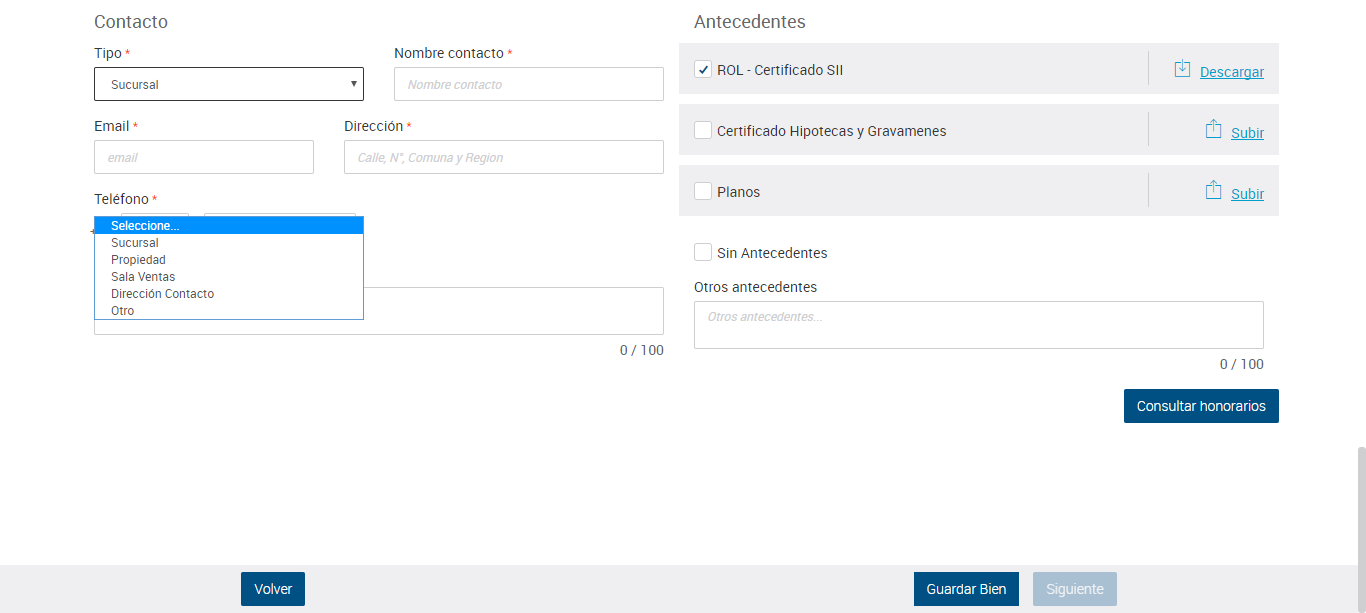 Contacto
Tipo *
Sucursal
Nombre contacto *
Nombre contacto
Email *
email
Dirección *
Calle, N°, Comuna y Region
Teléfono *
Seleccione...
Sucursal
Propiedad
Sala Ventas
Dirección Contacto
Otro
0 / 100
Antecedentes
ROL - Certificado SII
Descargar
Certificado Hipotecas y Gravamenes
Subir
Planos
Subir
Sin Antecedentes
Otros antecedentes
Otros antecedentes...
0 / 100
Consultar honorarios
Volver
Guardar Bien
Siguiente